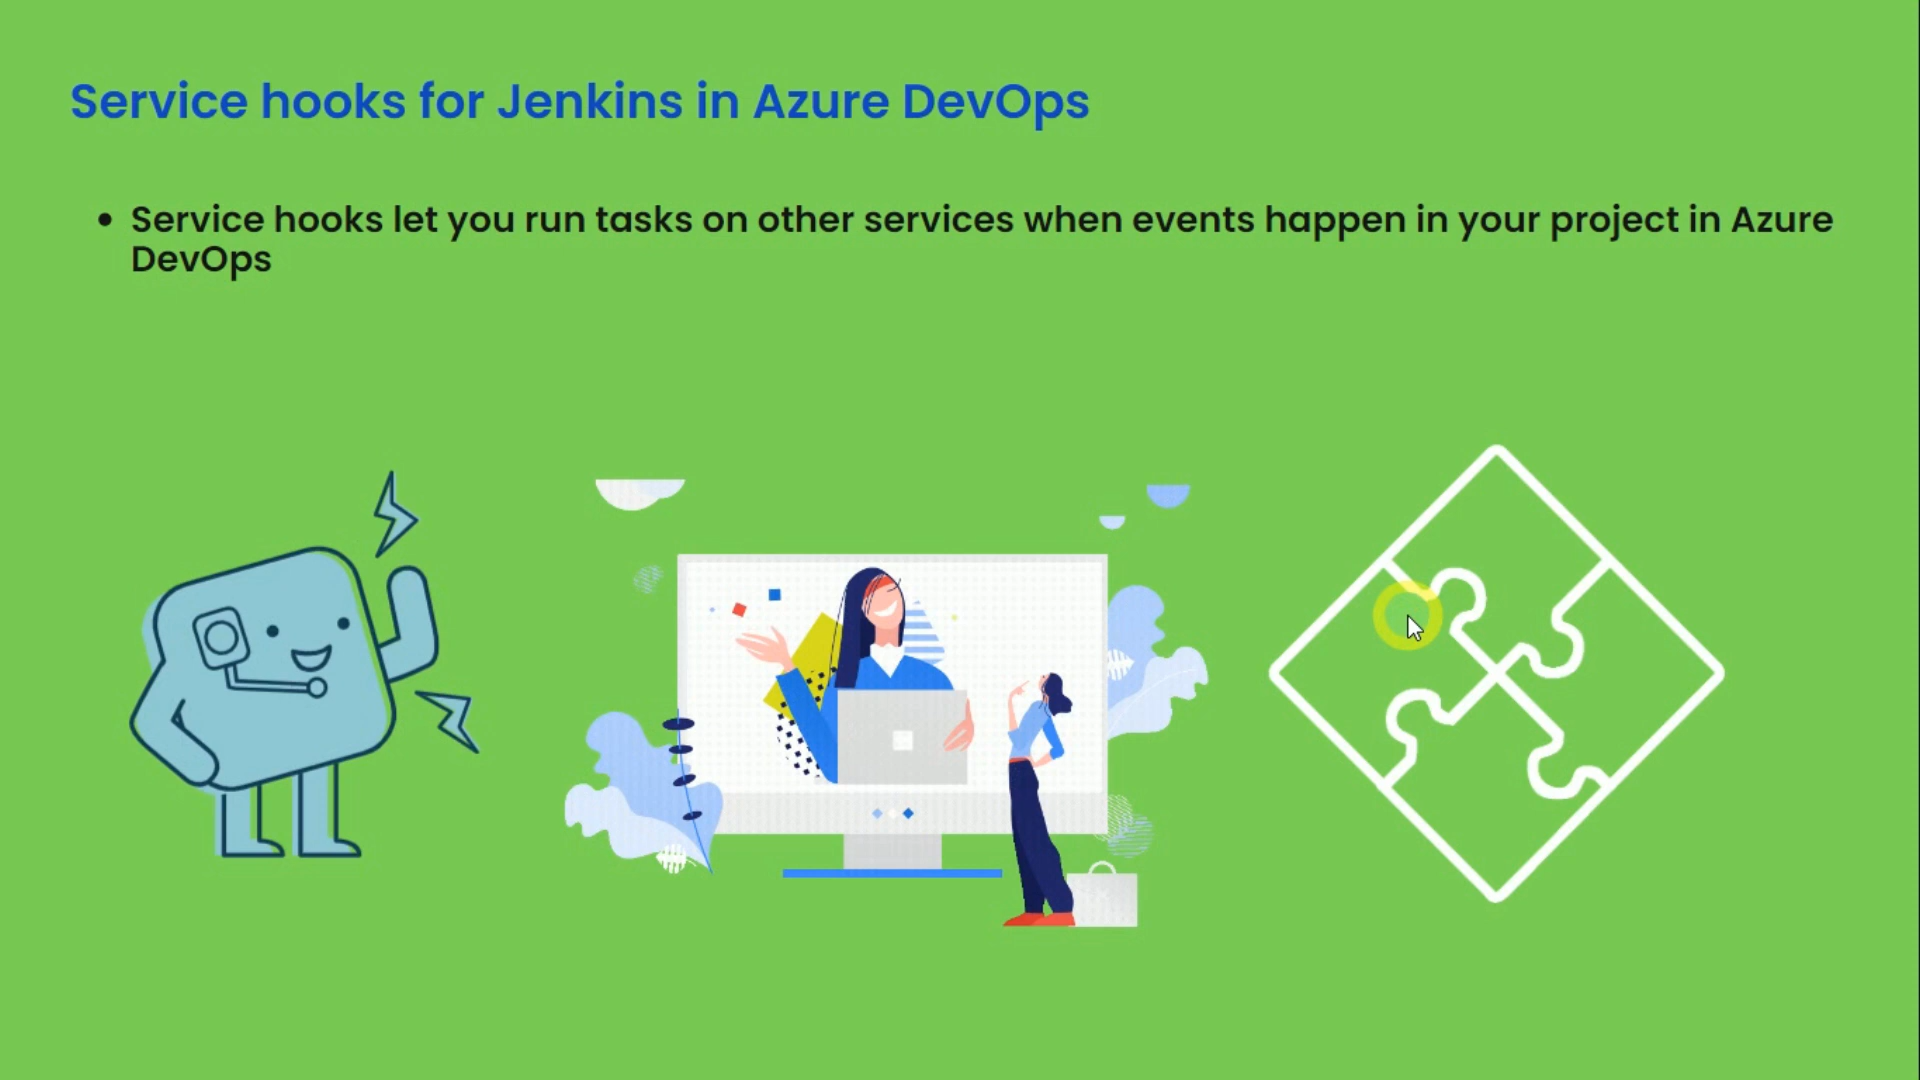 Service hooks for Jenkins in Azure DevOps
• Service hooks let you run tasks on other services when events happen in your project in Azure
DevOps